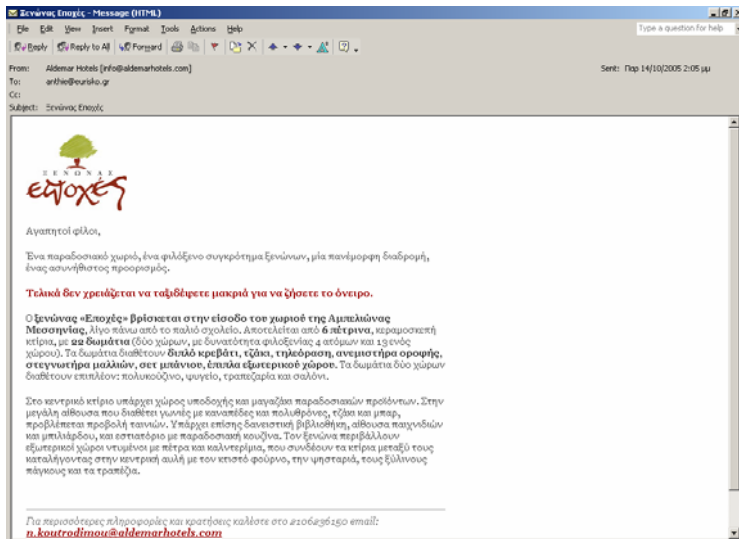 Ξενώνας Εποχές - Message (HTML)
File Edit View Insert Format Tools Actions Help
Type a question for help
Reply Reply to All Forward
From: Aldemar Hotels [info@aldemarhotels.com]
Sent: Παρ 14/10/2005 2:05 μμ
To: anthie@eurisko.gr
Cc:
Subject: Ξενώνας Εποχές
ΞΕΝΩΝΑΣ
εποχές
Αγαπητοί φίλοι,
Ένα παραδοσιακό χωριό, ένα φιλόξενο συγκρότημα ξενώνων, μία πανέμορφη διαδρομή,
ένας ασυνήθιστος προορισμός.
Τελικά δεν χρειάζεται να ταξιδέψετε μακριά για να ζήσετε το όνειρο.
Ο ξενώνας «Εποχές» βρίσκεται στην είσοδο του χωριού της Αμπελιώνας
Μεσσηνίας, λίγο πάνω από το παλιό σχολείο. Αποτελείται από 6 πέτρινα, κεραμοσκεπή
κτίρια, με 22 δωμάτια (δύο χώρων, με δυνατότητα φιλοξενίας 4 ατόμων και 13 ενός
χώρου). Τα δωμάτια διαθέτουν διπλό κρεβάτι, τζάκι, τηλεόραση, ανεμιστήρα οροφής,
στεγνωτήρα μαλλιών, σετ μπάνιου, έπιπλα εξωτερικού χώρου. Τα δωμάτια δύο χώρων
διαθέτουν επιπλέον: πολυκουζίνο, ψυγείο, τραπεζαρία και σαλόνι.
Στο κεντρικό κτίριο υπάρχει χώρος υποδοχής και μαγαζάκι παραδοσιακών προϊόντων. Στην
μεγάλη αίθουσα που διαθέτει γωνιές με καναπέδες και πολυθρόνες, τζάκι και μπαρ,
προβλέπεται προβολή ταινιών. Υπάρχει επίσης δανειστική βιβλιοθήκη, αίθουσα παιχνιδιών
και μπιλιάρδου, και εστιατόριο με παραδοσιακή κουζίνα. Τον ξενώνα περιβάλλουν
εξωτερικοί χώροι ντυμένοι με πέτρα και καλντερίμια, που συνδέουν τα κτίρια μεταξύ τους
καταλήγοντας στην κεντρική αυλή με τον κτιστό φούρνο, την ψησταριά, τους ξύλινους
πάγκους και τα τραπέζια.
Για περισσότερες πληροφορίες και κρατήσεις καλέστε στο 2106236150 email:
n.koutrodimou@aldemarhotels.com